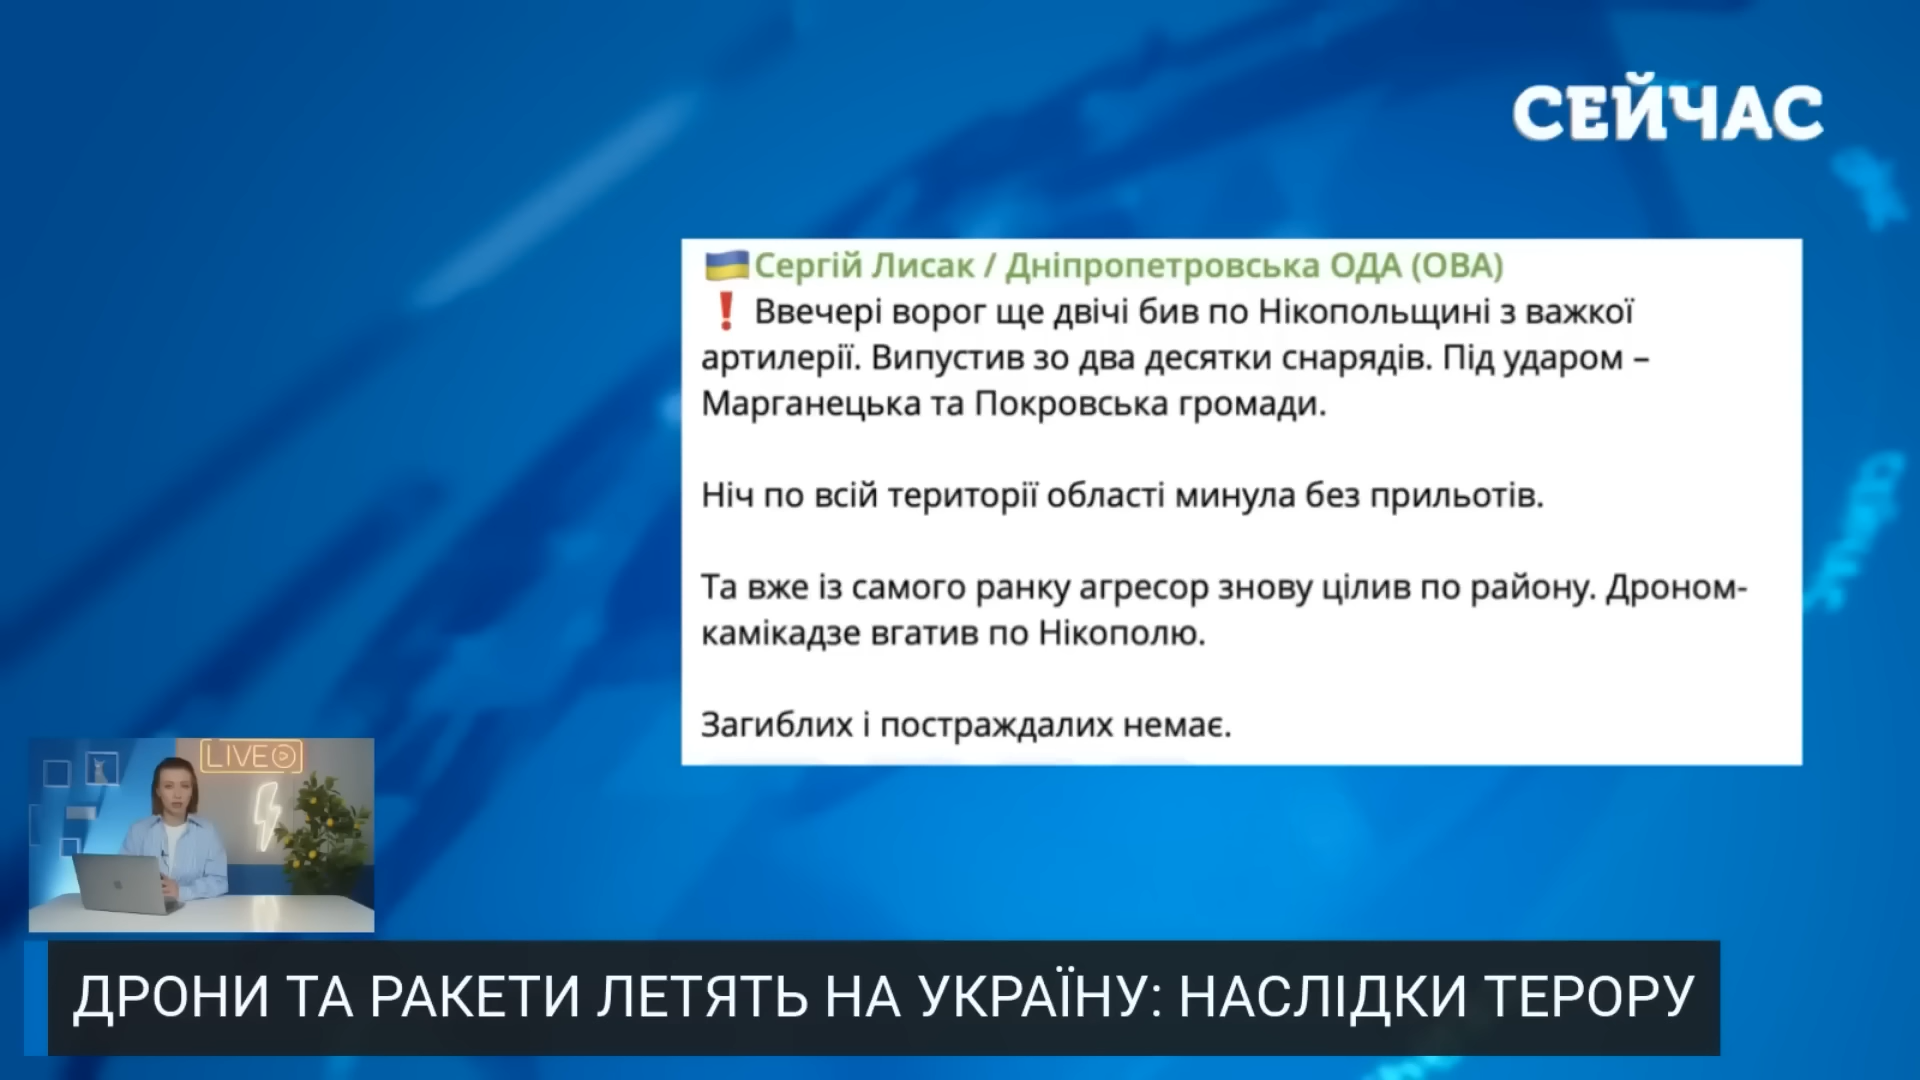 СЕЙЧАС
Сергій Лисак / Дніпропетровська ОДА (ОВА)
❗ Ввечері ворог ще двічі бив по Нікопольщині з важкої
артилерії. Випустив зо два десятки снарядів. Під ударом –
Марганецька та Покровська громади.
Ніч по всій території області минула без прильотів.
Та вже із самого ранку агресор знову цілив по району. Дроном-
камікадзе вгатив по Нікополю.
Загиблих і постраждалих немає.
LIVE
ДРОНИ ТА РАКЕТИ ЛЕТЯТЬ НА УКРАЇНУ: НАСЛІДКИ ТЕРОРУ